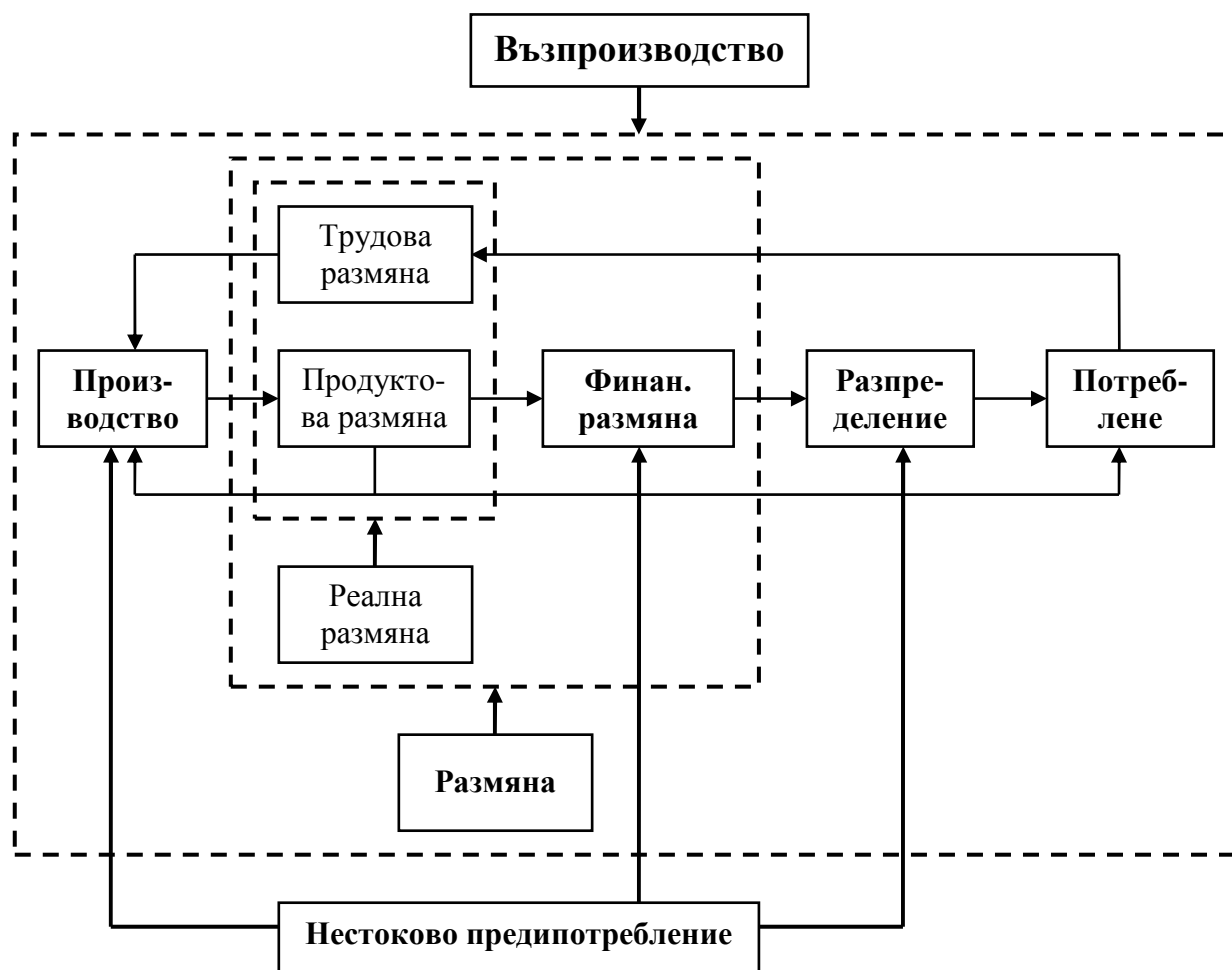 Възпроизводство
Трудова
размяна
Произ-
водство
Продукто-
ва размяна
Финан.
размяна
Разпре-
деление
Потреб-
лене
Реална
размяна
Размяна
Нестоково предипотребление